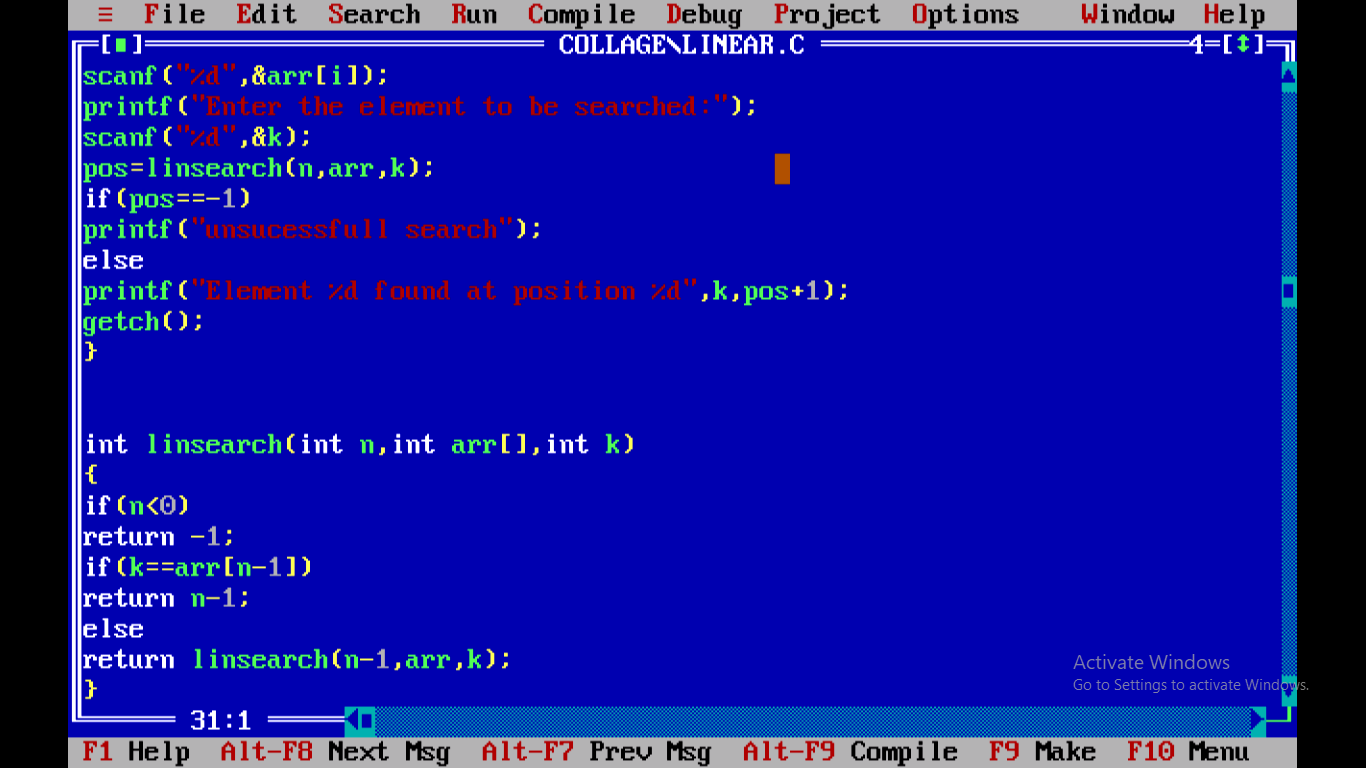 ≡ File Edit Search Run Compile Debug Project Options Window Help
[■] COLLAGE\LINEAR.C 4=[↕]
scanf("%d",&arr[i]);
printf("Enter the element to be searched:");
scanf("%d",&k);
pos=linsearch(n,arr,k);
if(pos==-1)
printf("unsucessfull search");
else
printf("Element %d found at position %d",k,pos+1);
getch();
}
int linsearch(int n,int arr[],int k)
{
if(n<0)
return -1;
if(k==arr[n-1])
return n-1;
else
return linsearch(n-1,arr,k);
}
Activate Windows
Go to Settings to activate Windows.
31:1
F1 Help Alt-F8 Next Msg Alt-F7 Prev Msg Alt-F9 Compile F9 Make F10 Menu